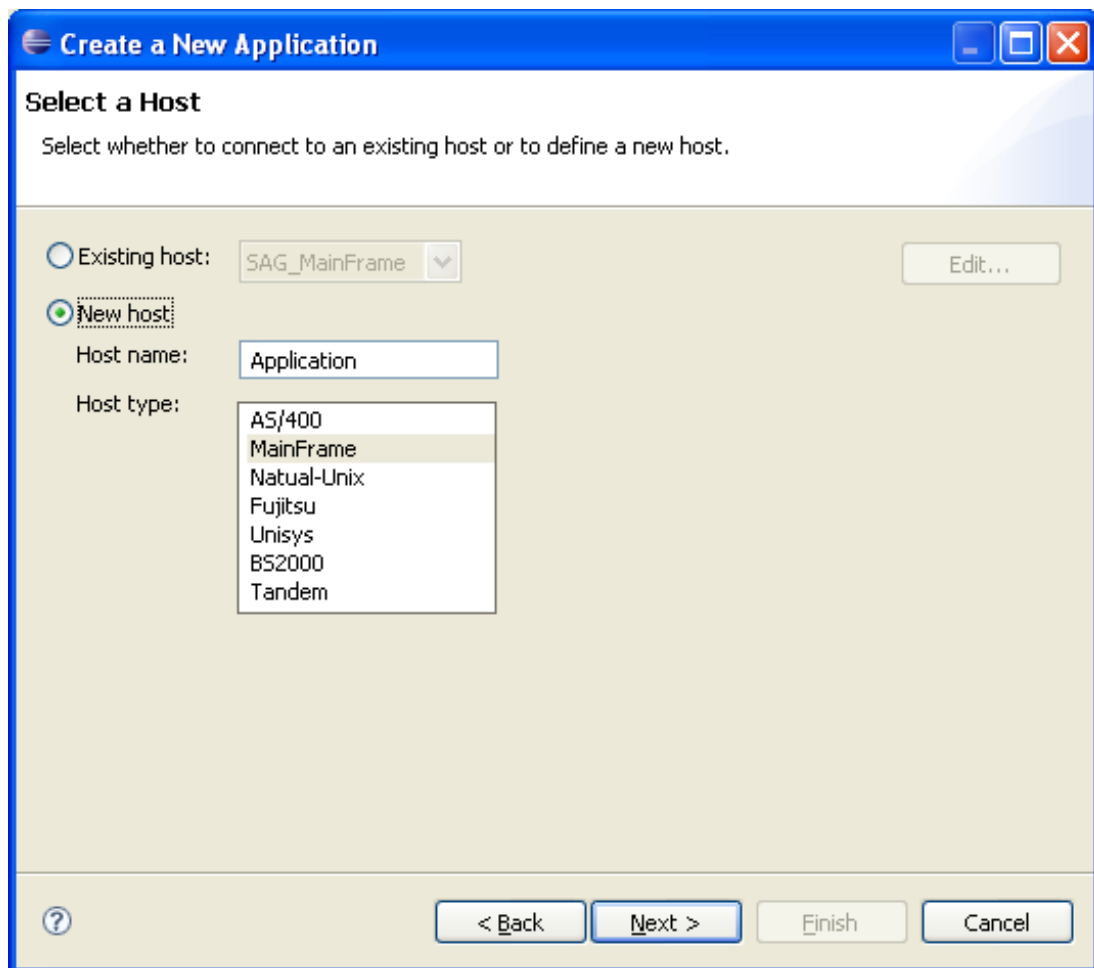 Create a New Application
Select a Host
Select whether to connect to an existing host or to define a new host.
Existing host: SAG_MainFrame Edit...
New host
Host name: Application
Host type:
AS/400
MainFrame
Natual-Unix
Fujitsu
Unisys
BS2000
Tandem
? < Back Next > Finish Cancel